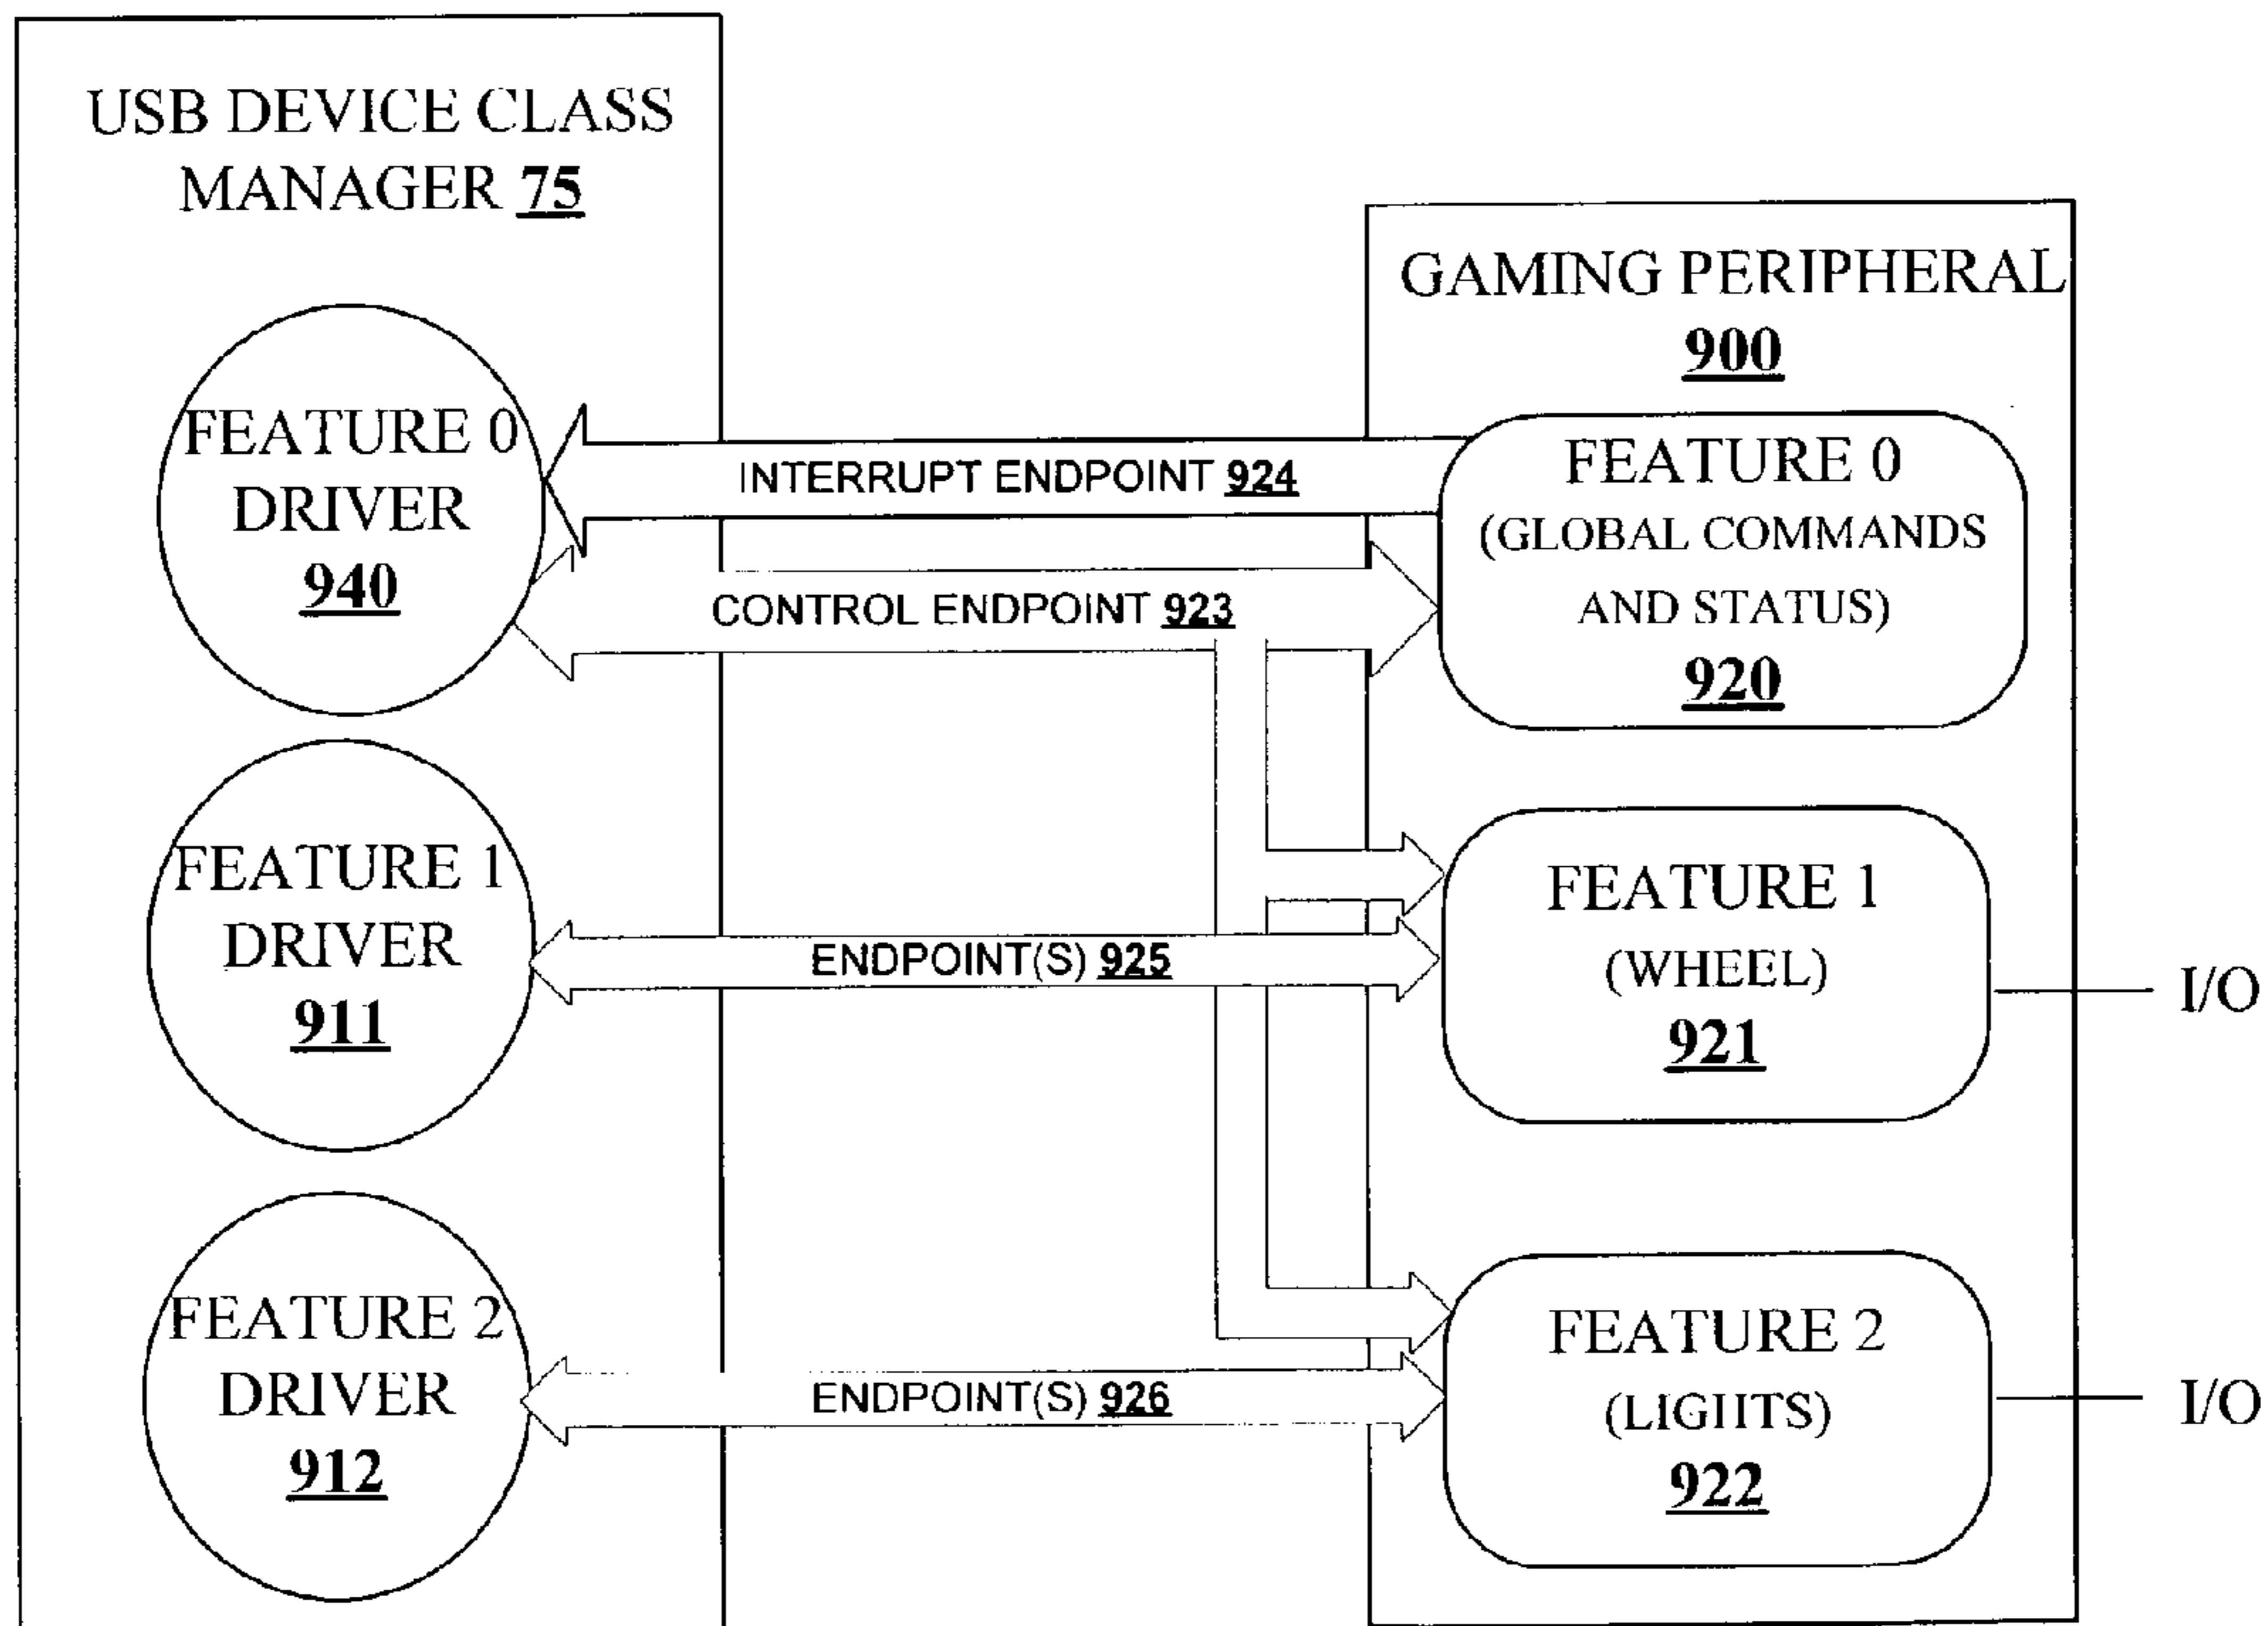 USB DEVICE CLASS
MANAGER 75
GAMING PERIPHERAL
900
FEATURE 0
DRIVER
940
INTERRUPT ENDPOINT 924
CONTROL ENDPOINT 923
FEATURE 0
(GLOBAL COMMANDS
AND STATUS)
920
FEATURE 1
DRIVER
911
ENDPOINT(S) 925
FEATURE 1
(WHEEL)
921
I/O
FEATURE 2
DRIVER
912
ENDPOINT(S) 926
FEATURE 2
(LIGHTS)
922
I/O